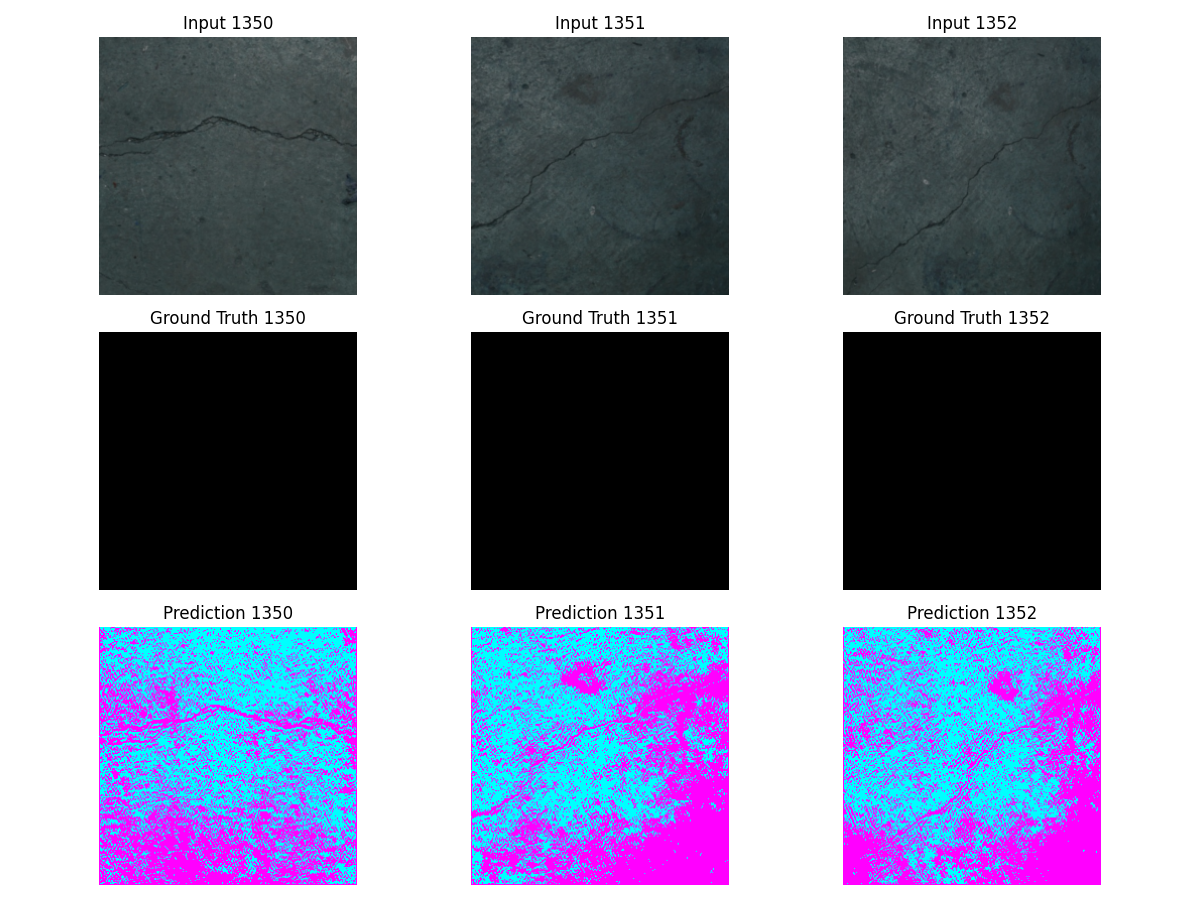 Input 1350
Input 1351
Input 1352
Ground Truth 1350
Ground Truth 1351
Ground Truth 1352
Prediction 1350
Prediction 1351
Prediction 1352